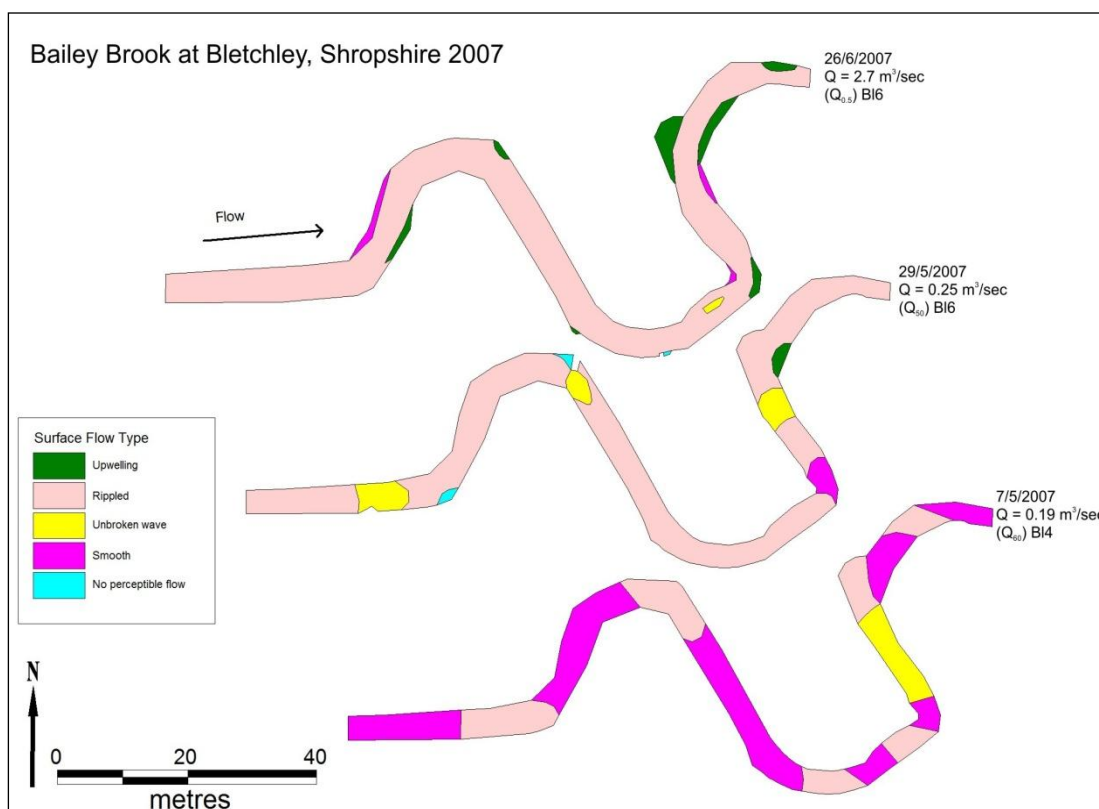 Bailey Brook at Bletchley, Shropshire 2007
26/6/2007
Q = 2.7 m³/sec
(Q0.5) Bl6
Flow
29/5/2007
Q = 0.25 m³/sec
(Q50) Bl6
7/5/2007
Q = 0.19 m³/sec
(Q60) Bl4
Surface Flow Type
Upwelling
Rippled
Unbroken wave
Smooth
No perceptible flow
N
0 20 40
metres